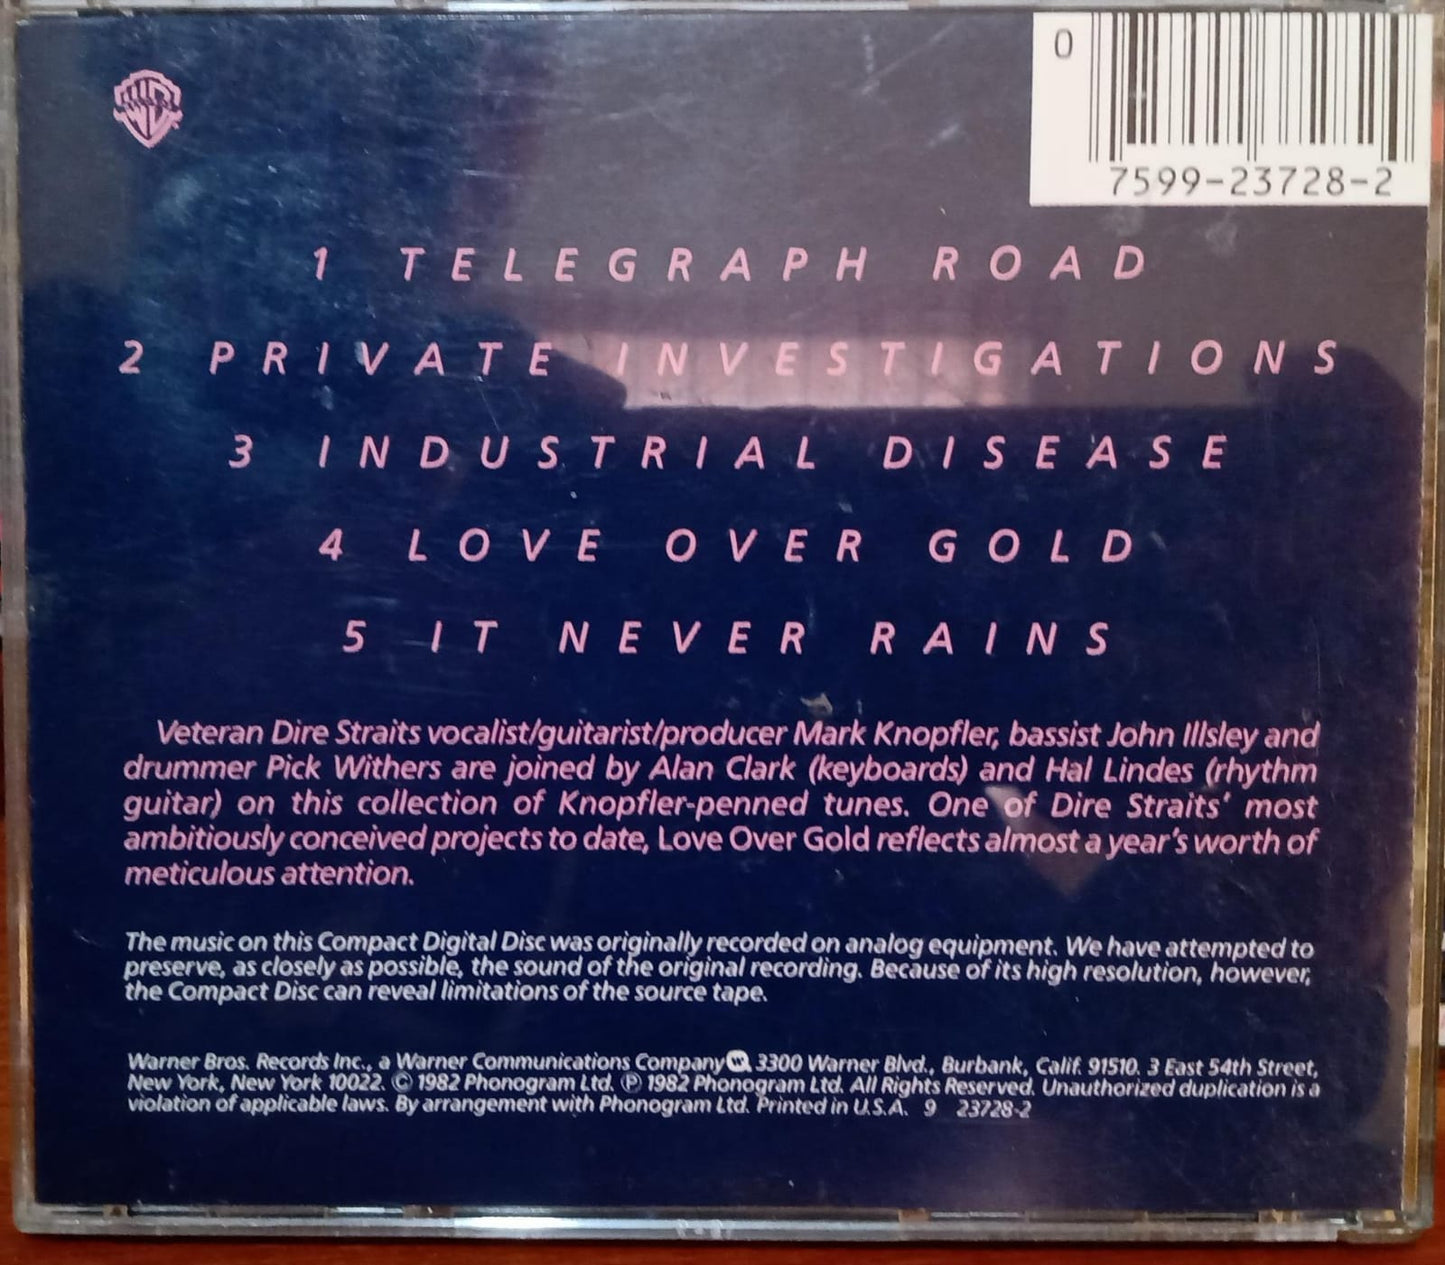 WB
0
7599-23728-2
1 TELEGRAPH ROAD
2 PRIVATE INVESTIGATIONS
3 INDUSTRIAL DISEASE
4 LOVE OVER GOLD
5 IT NEVER RAINS
Veteran Dire Straits vocalist/guitarist/producer Mark Knopfler, bassist John Illsley and
drummer Pick Withers are joined by Alan Clark (keyboards) and Hal Lindes (rhythm
guitar) on this collection of Knopfler-penned tunes. One of Dire Straits' most
ambitiously conceived projects to date, Love Over Gold reflects almost a year's worth of
meticulous attention.
The music on this Compact Digital Disc was originally recorded on analog equipment. We have attempted to
preserve, as closely as possible, the sound of the original recording. Because of its high resolution, however,
the Compact Disc can reveal limitations of the source tape.
Warner Bros. Records Inc., a Warner Communications Company 3300 Warner Blvd., Burbank, Calif. 91510. 3 East 54th Street,
New York, New York 10022. © 1982 Phonogram Ltd. ℗ 1982 Phonogram Ltd. All Rights Reserved. Unauthorized duplication is a
violation of applicable laws. By arrangement with Phonogram Ltd. Printed in U.S.A. 9 23728-2